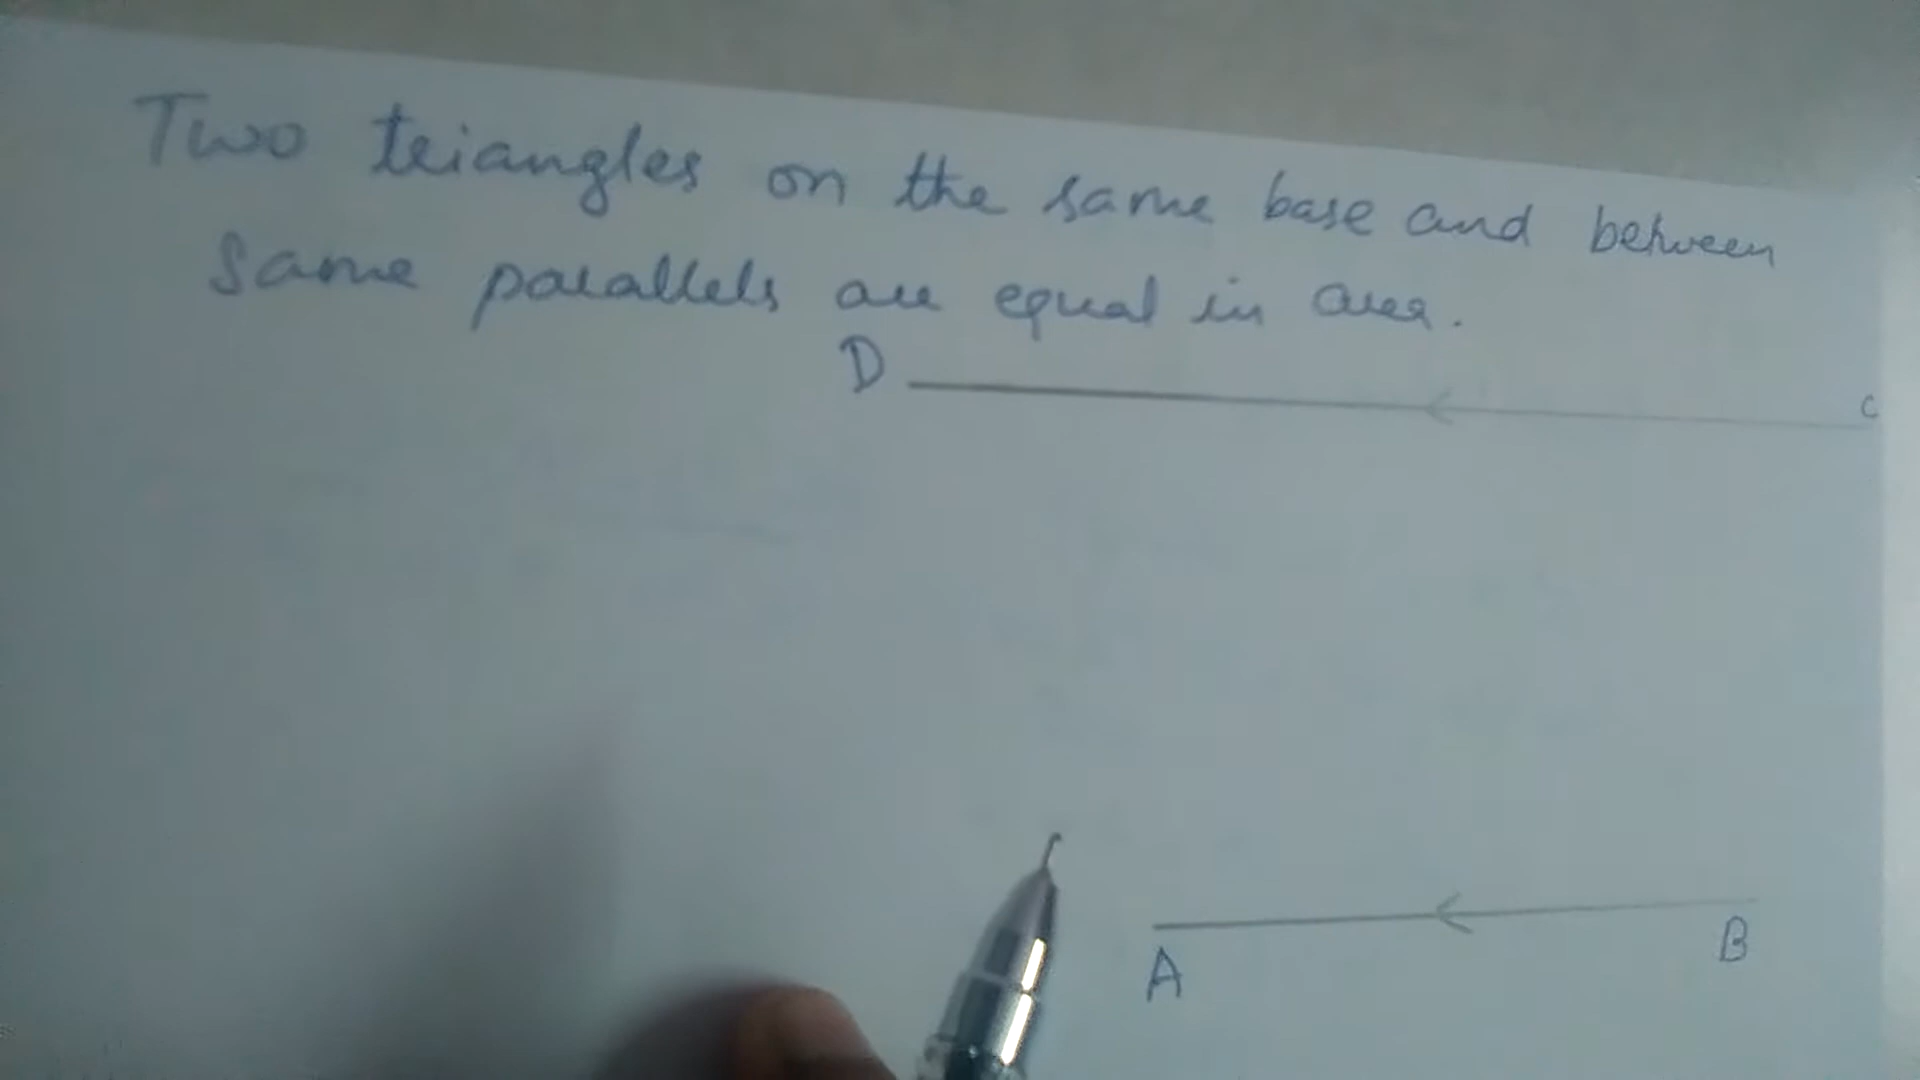 Two triangles on the same base and between
Same parallels are equal in area.
D
C
A
B